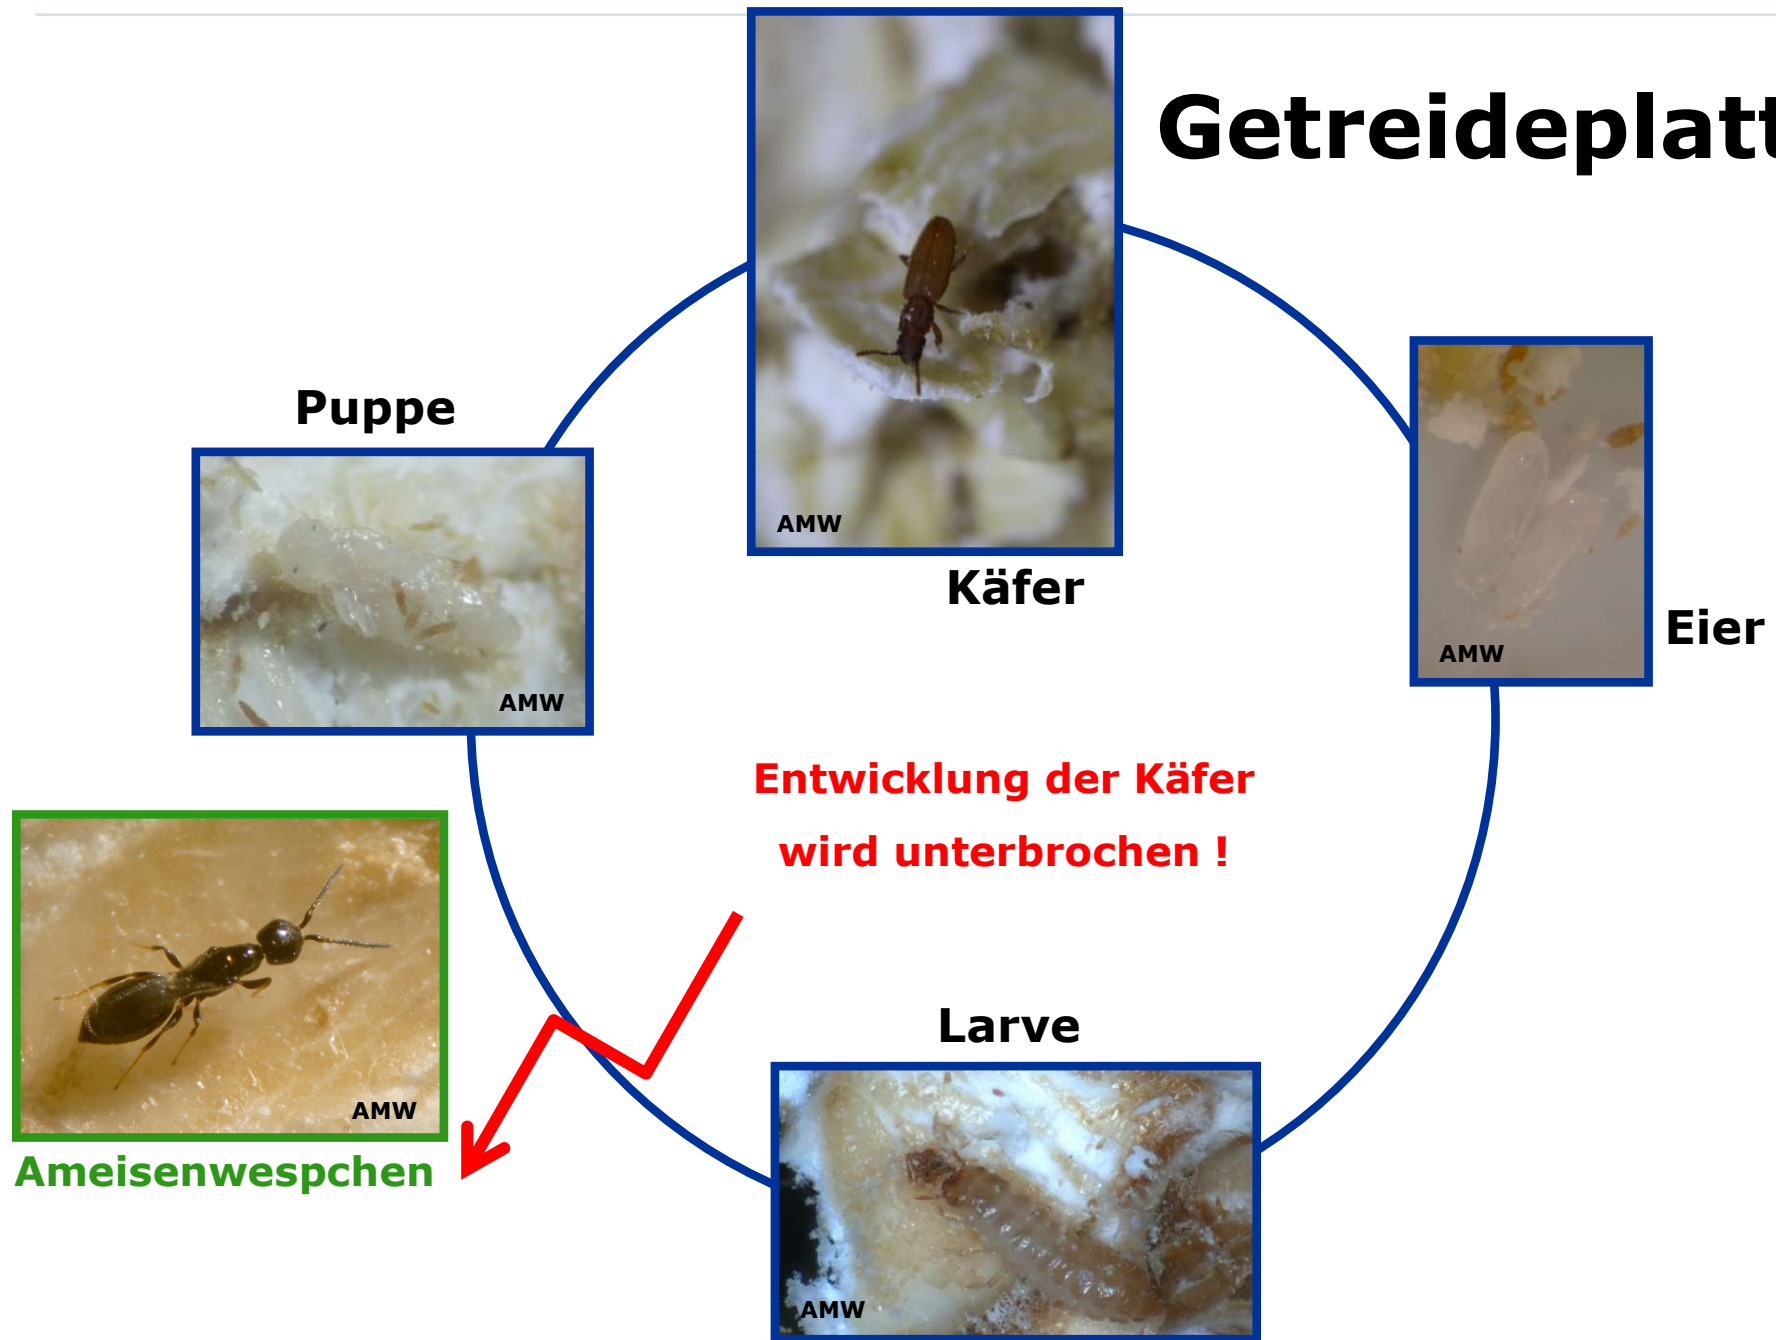 Getreideplatt
AMW
Käfer
Puppe
AMW
AMW
Eier
Entwicklung der Käfer
wird unterbrochen !
AMW
Ameisenwespchen
Larve
AMW